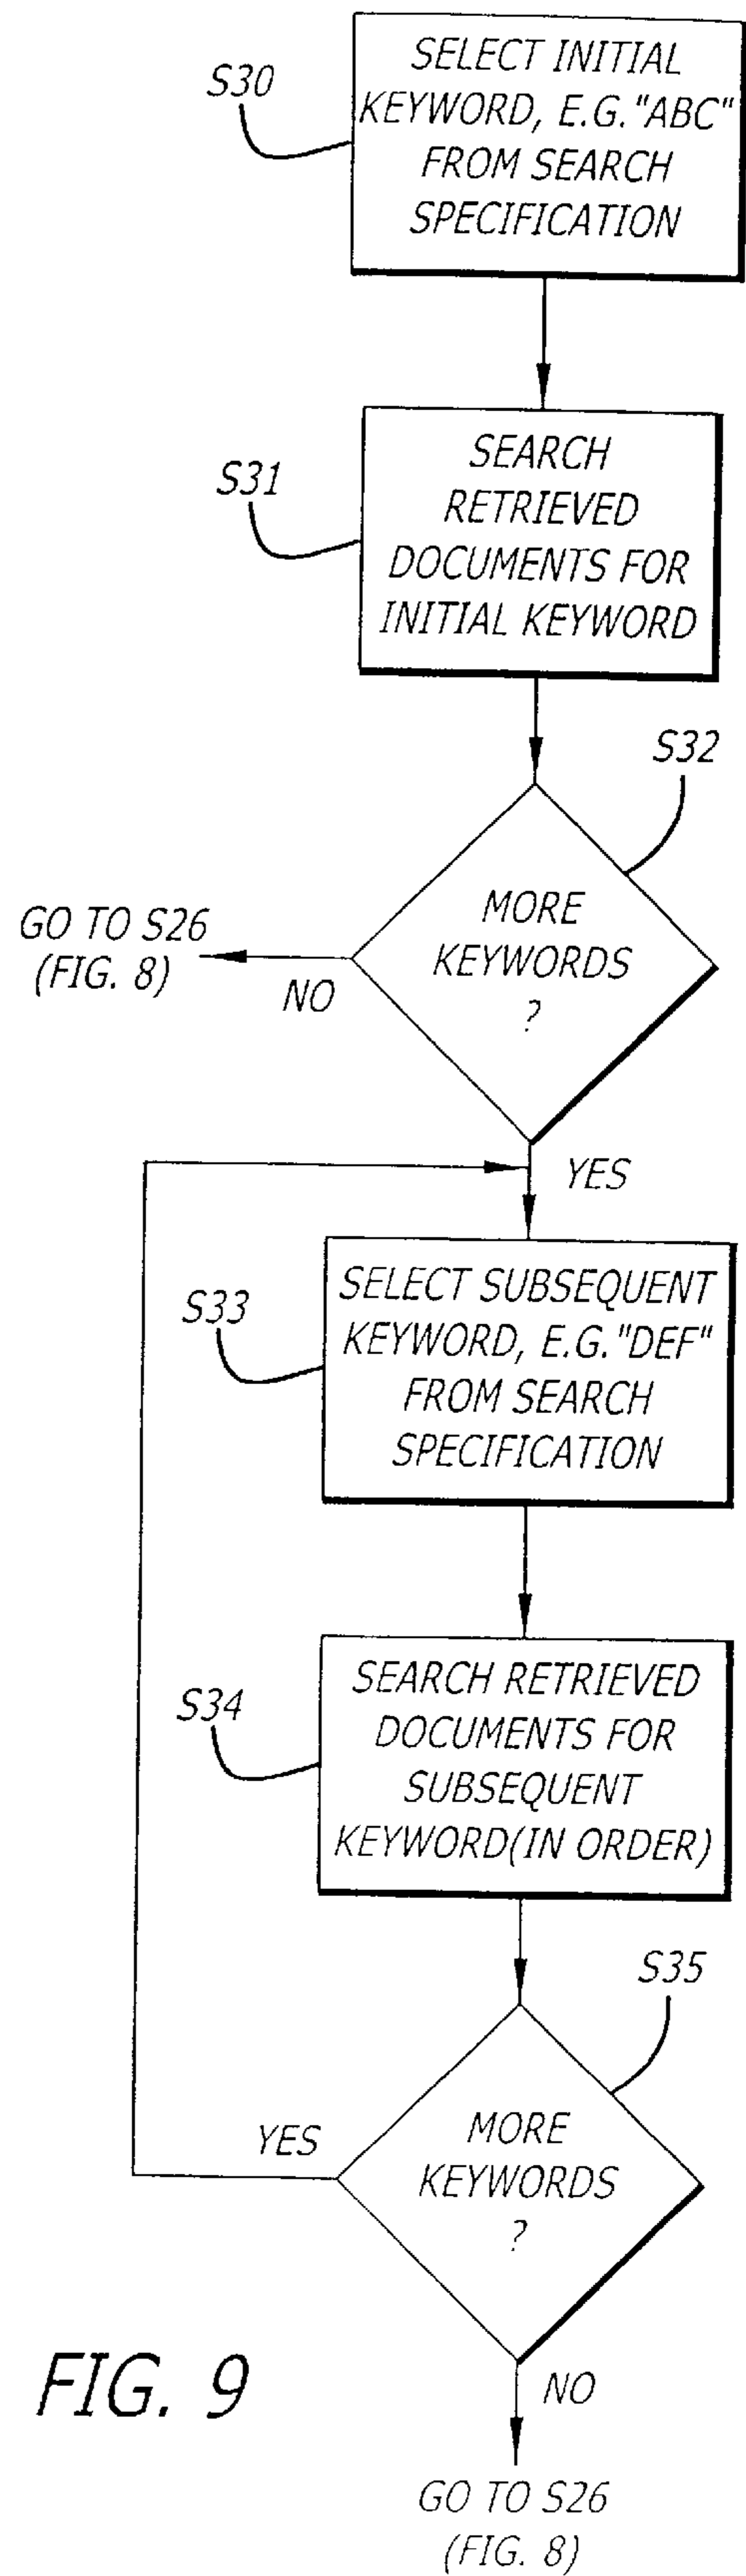 S30
SELECT INITIAL
KEYWORD, E.G."ABC"
FROM SEARCH
SPECIFICATION
S31
SEARCH
RETRIEVED
DOCUMENTS FOR
INITIAL KEYWORD
S32
MORE
KEYWORDS
?
GO TO S26
(FIG. 8)
NO
YES
S33
SELECT SUBSEQUENT
KEYWORD, E.G."DEF"
FROM SEARCH
SPECIFICATION
S34
SEARCH RETRIEVED
DOCUMENTS FOR
SUBSEQUENT
KEYWORD(IN ORDER)
S35
YES
MORE
KEYWORDS
?
FIG. 9
NO
GO TO S26
(FIG. 8)